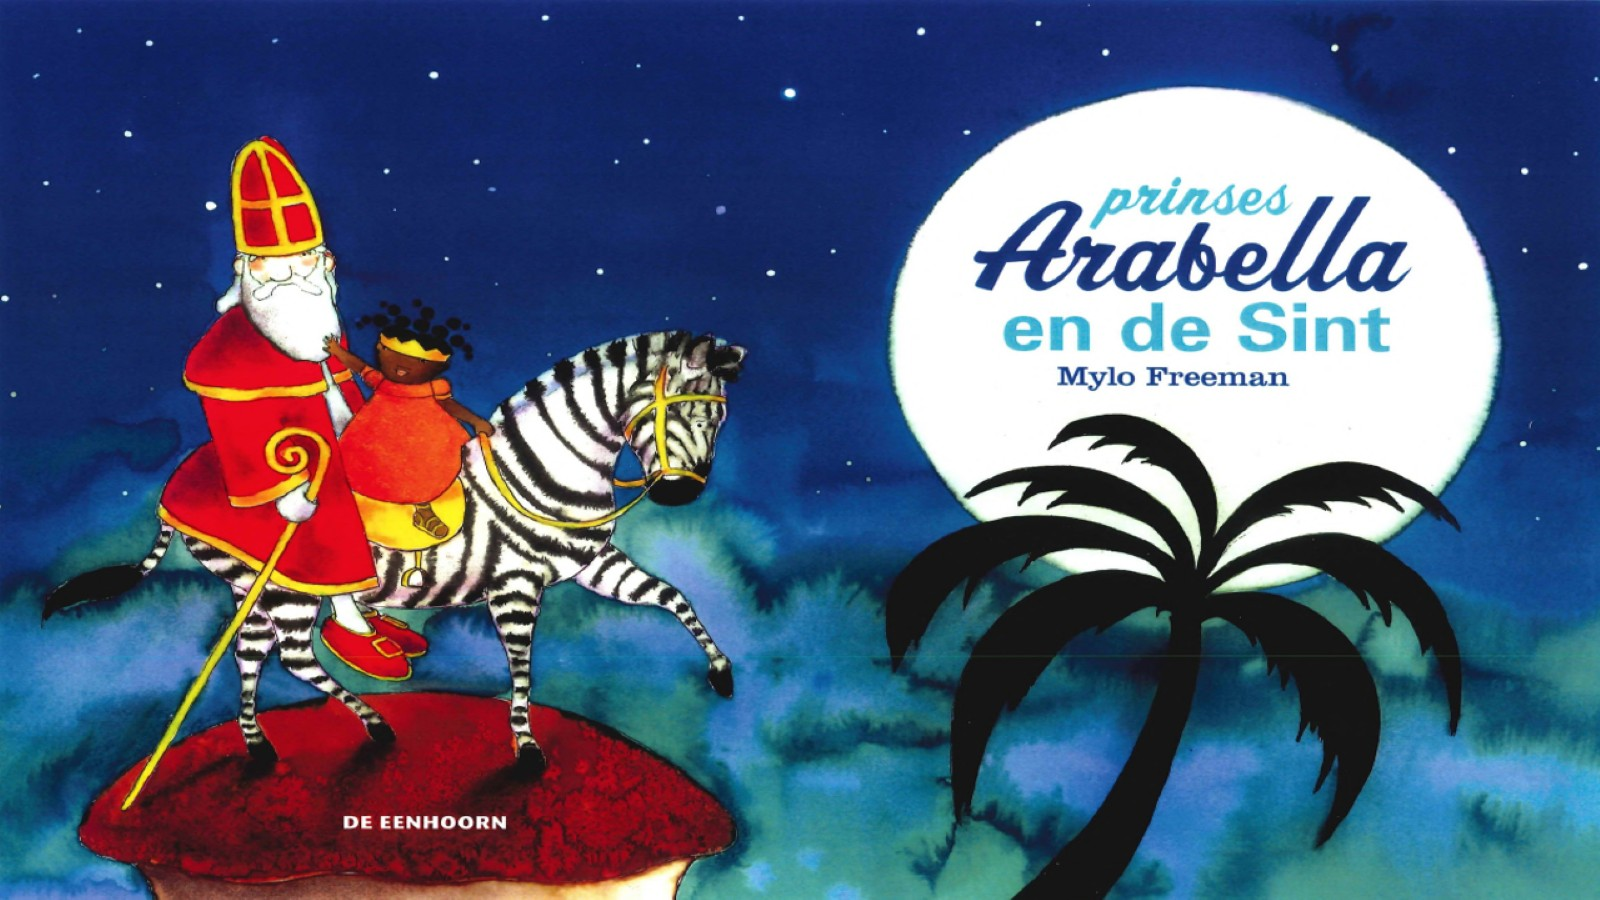 prinses
Arabella
en de Sint
Mylo Freeman
DE EENHOORN